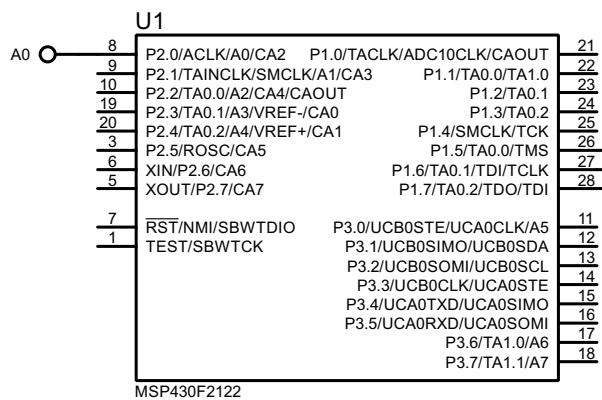 U1
A0 8 P2.0/ACLK/A0/CA2 P1.0/TACLK/ADC10CLK/CAOUT 21
9 P2.1/TAINCLK/SMCLK/A1/CA3 P1.1/TA0.0/TA1.0 22
10 P2.2/TA0.0/A2/CA4/CAOUT P1.2/TA0.1 23
19 P2.3/TA0.1/A3/VREF-/CA0 P1.3/TA0.2 24
20 P2.4/TA0.2/A4/VREF+/CA1 P1.4/SMCLK/TCK 25
3 P2.5/ROSC/CA5 P1.5/TA0.0/TMS 26
6 XIN/P2.6/CA6 P1.6/TA0.1/TDI/TCLK 27
5 XOUT/P2.7/CA7 P1.7/TA0.2/TDO/TDI 28
7 RST/NMI/SBWTDIO P3.0/UCB0STE/UCA0CLK/A5 11
1 TEST/SBWTCK P3.1/UCB0SIMO/UCB0SDA 12
P3.2/UCB0SOMI/UCB0SCL 13
P3.3/UCB0CLK/UCA0STE 14
P3.4/UCA0TXD/UCA0SIMO 15
P3.5/UCA0RXD/UCA0SOMI 16
P3.6/TA1.0/A6 17
P3.7/TA1.1/A7 18
MSP430F2122